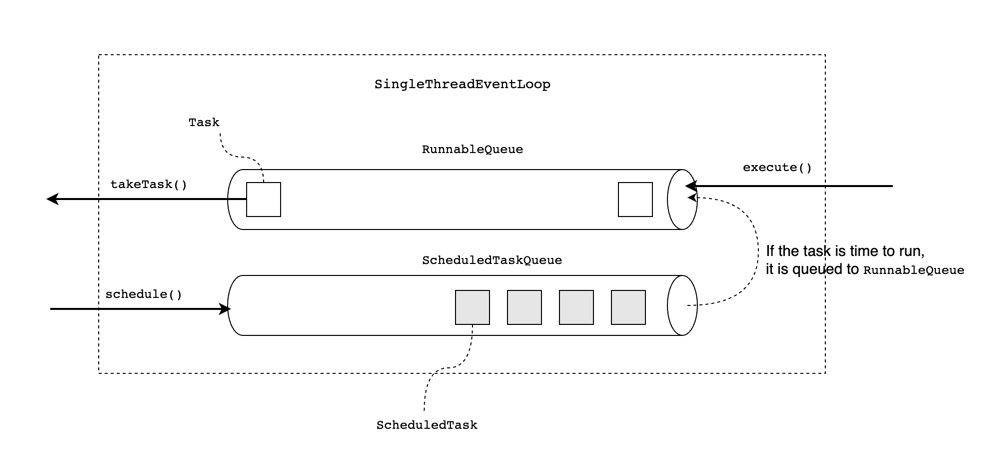 SingleThreadEventLoop
Task
RunnableQueue
takeTask()
execute()
If the task is time to run,
it is queued to RunnableQueue
ScheduledTaskQueue
schedule()
ScheduledTask